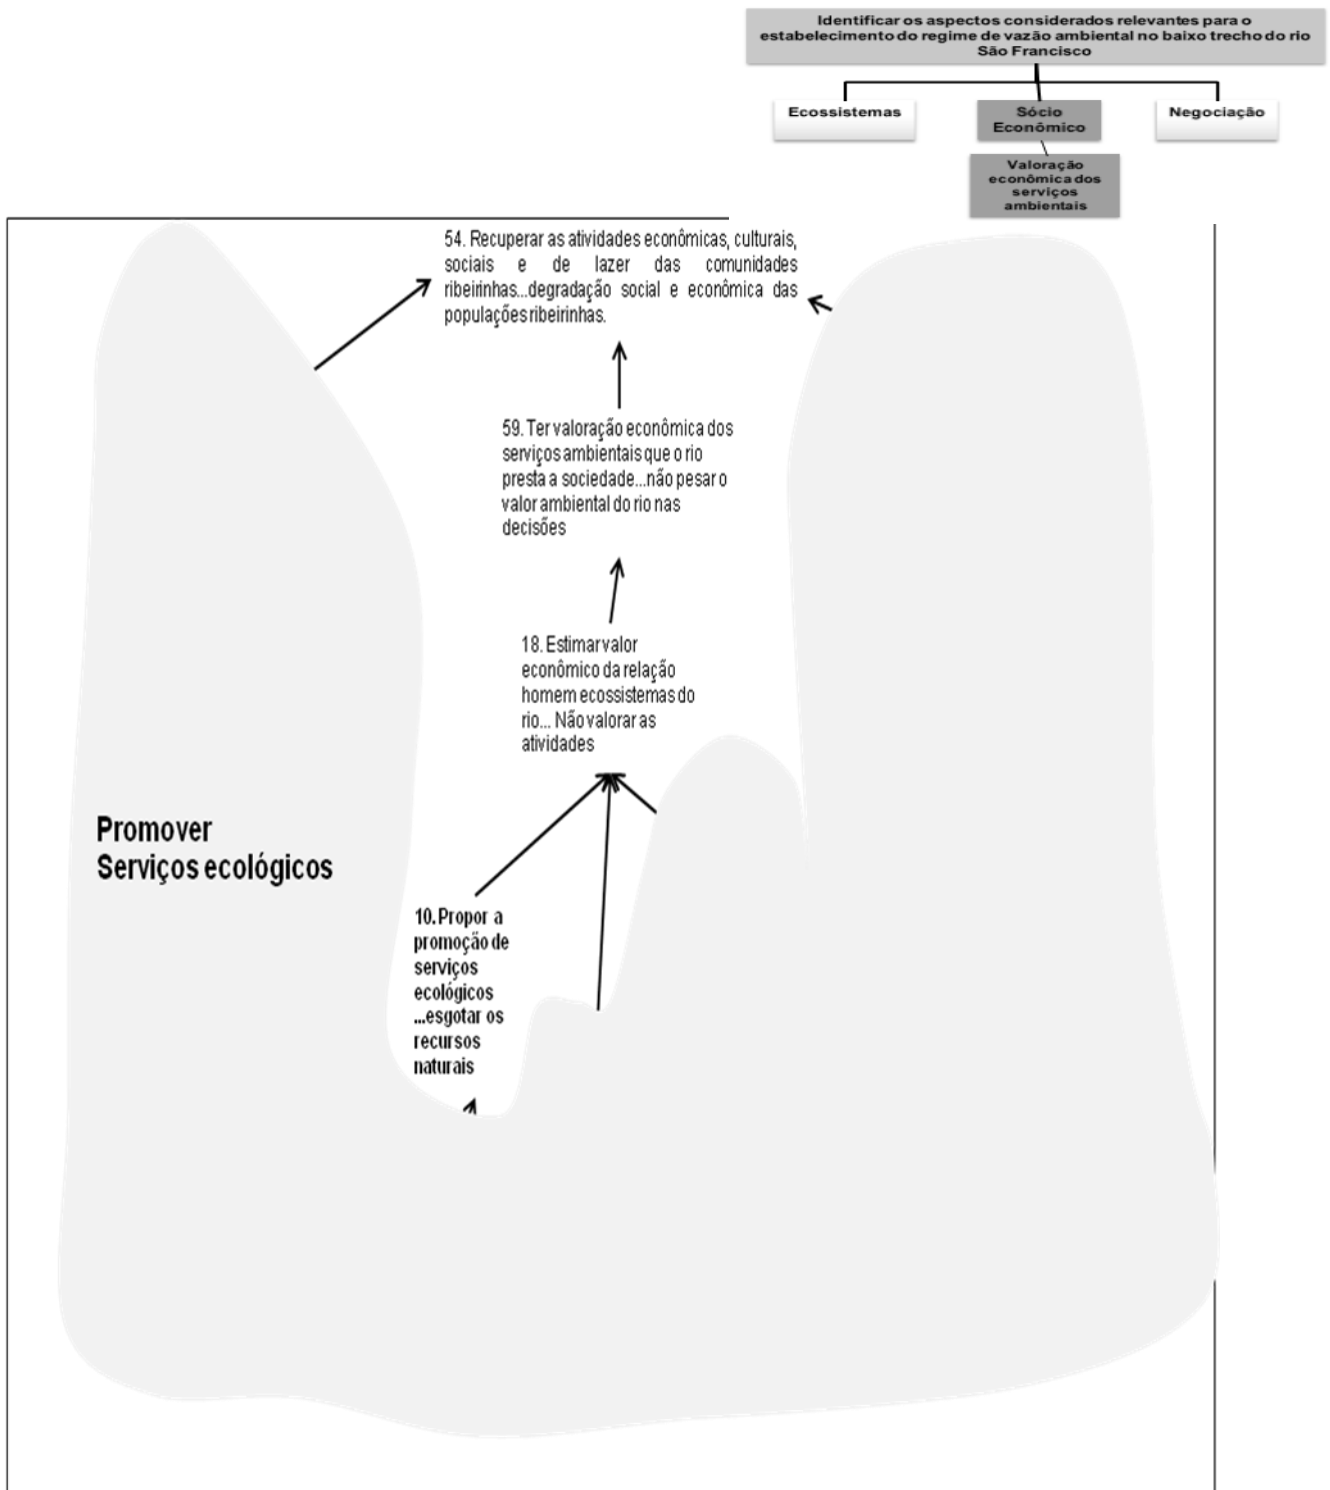 Identificar os aspectos considerados relevantes para o
estabelecimento do regime de vazão ambiental no baixo trecho do rio
São Francisco
Ecossistemas
Sócio
Econômico
Negociação
Valoração
econômica dos
serviços
ambientais
54. Recuperar as atividades econômicas, culturais,
sociais e de lazer das comunidades
ribeirinhas...degradação social e econômica das
populações ribeirinhas.
59. Ter valoração econômica dos
serviços ambientais que o rio
presta a sociedade...não pesar o
valor ambiental do rio nas
decisões
18. Estimar valor
econômico da relação
homem ecossistemas do
rio... Não valorar as
atividades
Promover
Serviços ecológicos
10. Propor a
promoção de
serviços
ecológicos
...esgotar os
recursos
naturais